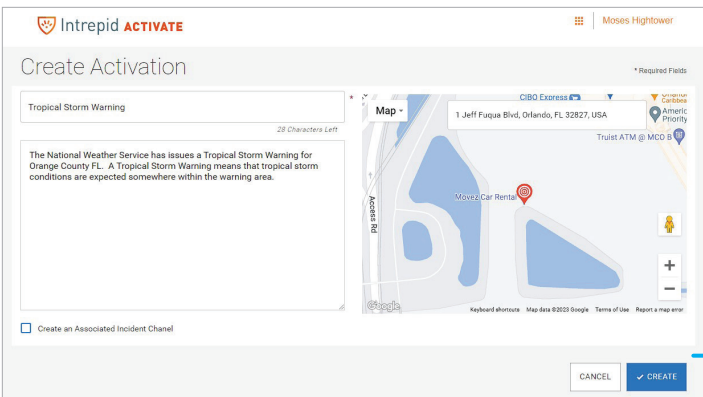 Intrepid ACTIVATE
Moses Hightower
Create Activation
* Required Fields
Tropical Storm Warning
*
28 Characters Left
The National Weather Service has issues a Tropical Storm Warning for
Orange County FL. A Tropical Storm Warning means that tropical storm
conditions are expected somewhere within the warning area.
Create an Associated Incident Chanel
Map
1 Jeff Fuqua Blvd, Orlando, FL 32827, USA
CIBO Express
Caribbea
Americ
Priority
Truist ATM @ MCO B
Movez Car Rental
Access Rd
+
−
Google
Keyboard shortcuts Map data ©2023 Google Terms of Use Report a map error
CANCEL
✓ CREATE